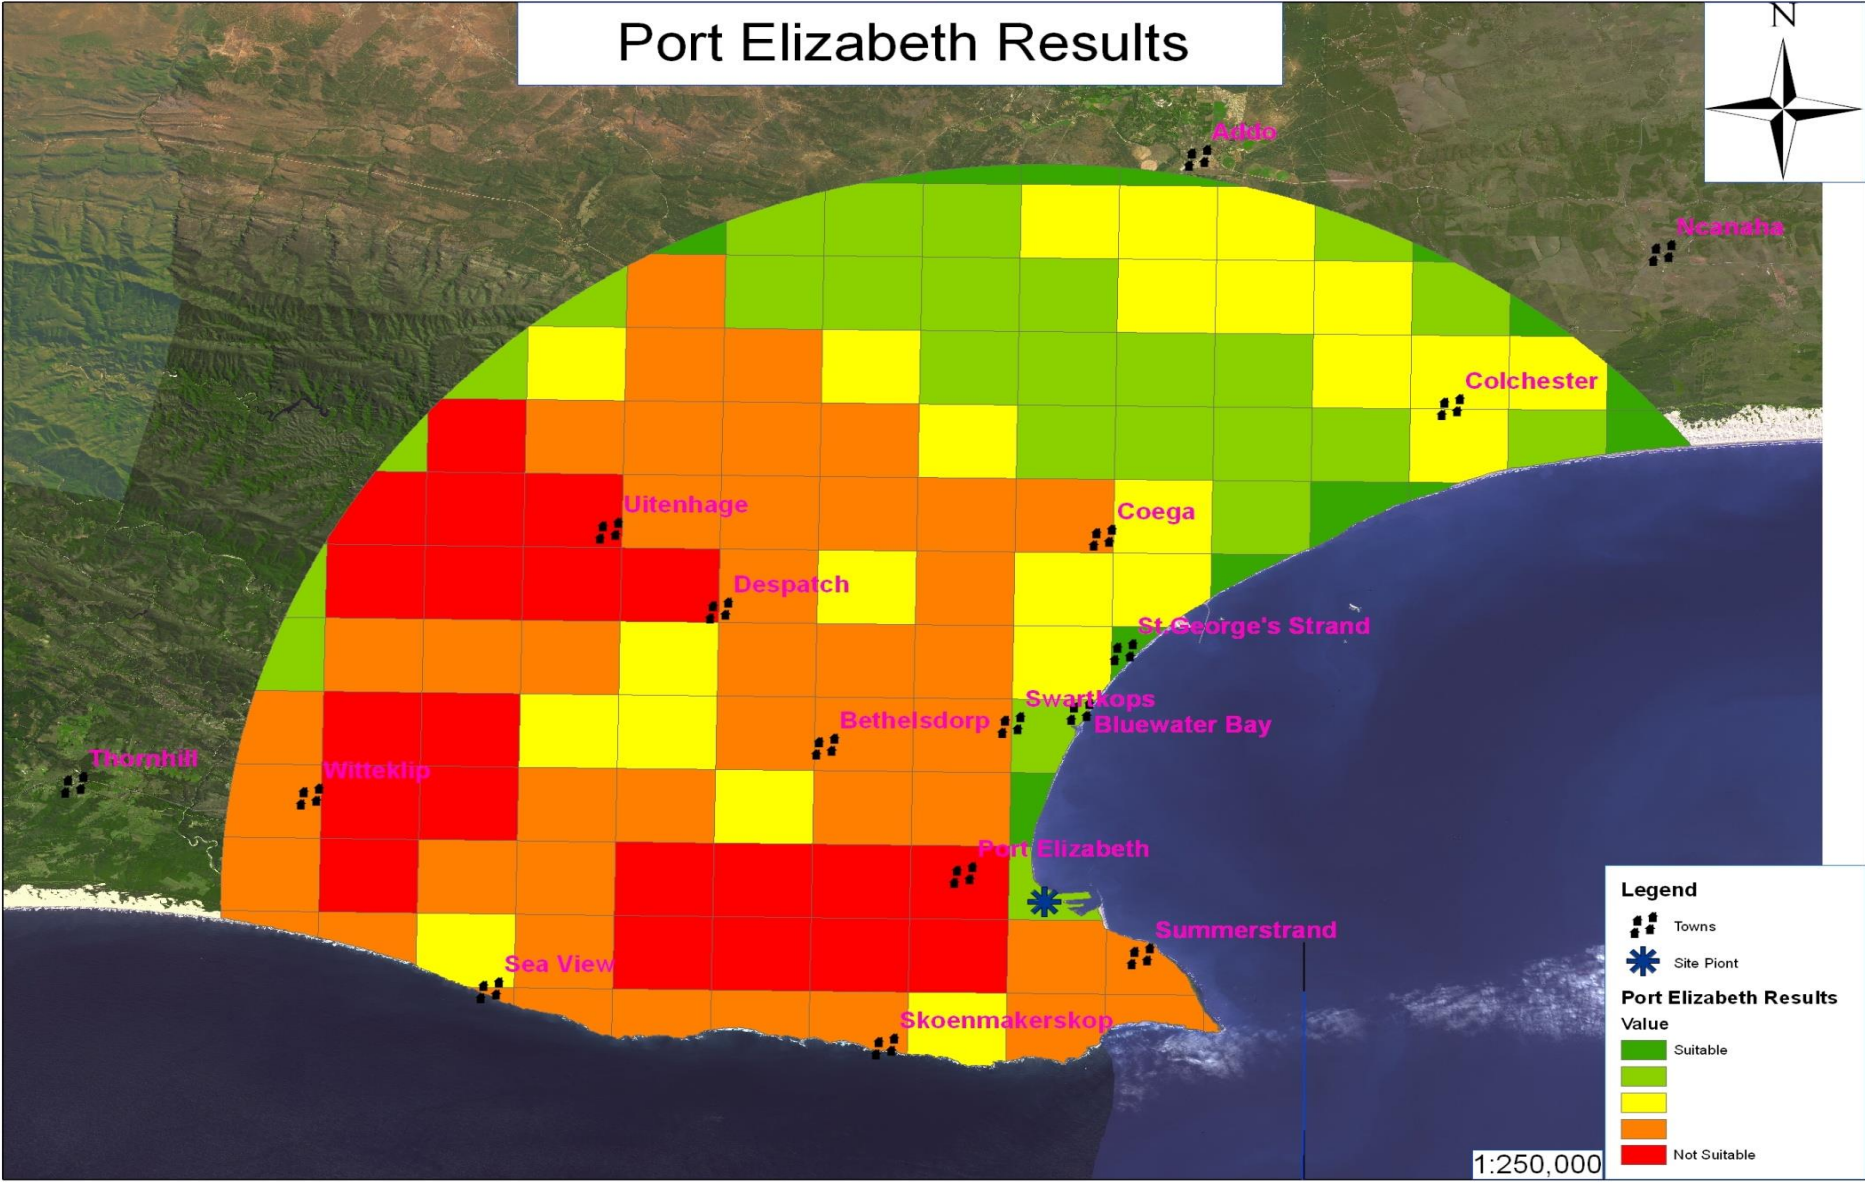 Port Elizabeth Results
N
Addo
Ncanaha
Colchester
Uitenhage
Coega
Despatch
St.George's Strand
Swartkops
Bethelsdorp
Bluewater Bay
Thornhill
Witteklip
Port Elizabeth
Summerstrand
Sea View
Skoenmakerskop
Legend
Towns
Site Piont
Port Elizabeth Results
Value
Suitable
Not Suitable
1:250,000